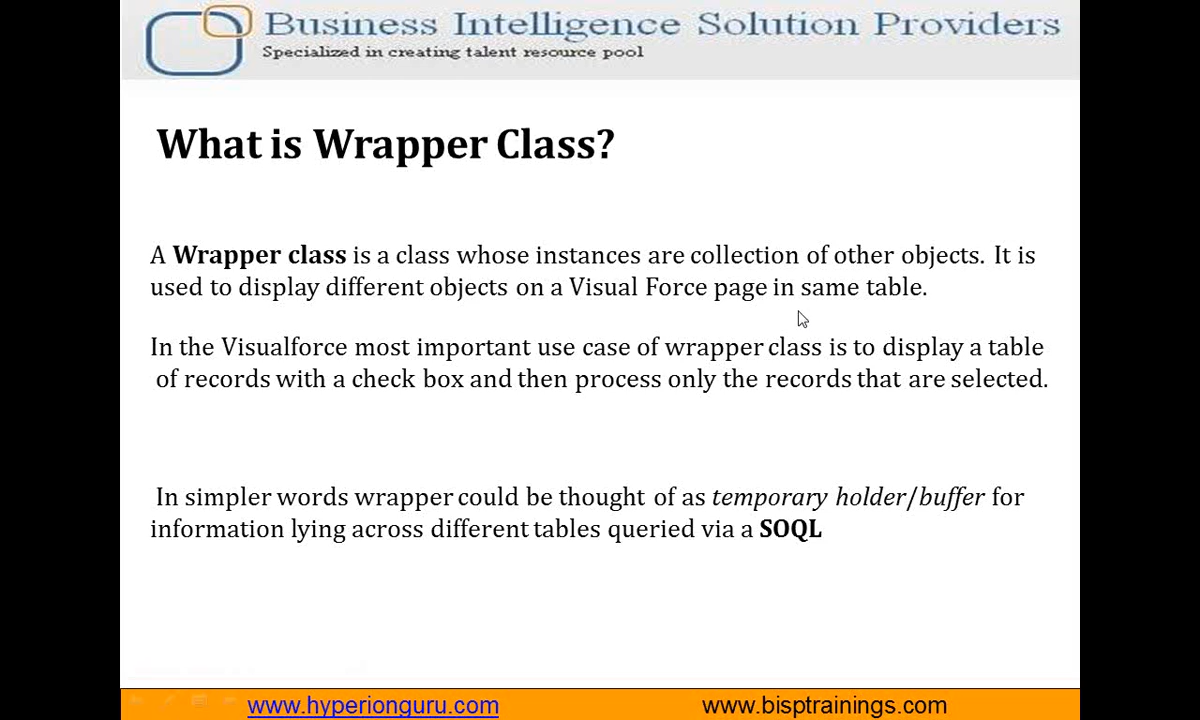 Business Intelligence Solution Providers
Specialized in creating talent resource pool
What is Wrapper Class?
A Wrapper class is a class whose instances are collection of other objects. It is
used to display different objects on a Visual Force page in same table.
In the Visualforce most important use case of wrapper class is to display a table
of records with a check box and then process only the records that are selected.
In simpler words wrapper could be thought of as temporary holder/buffer for
information lying across different tables queried via a SOQL
www.hyperionguru.com
www.bisptrainings.com